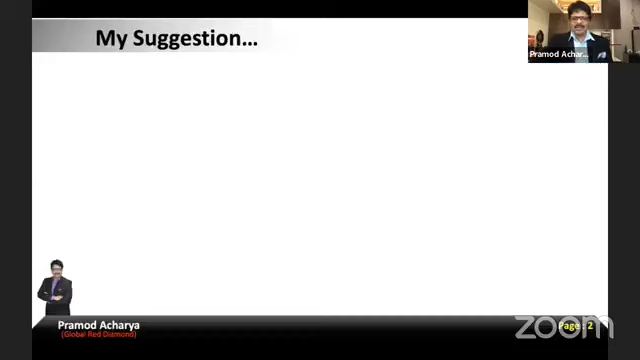 My Suggestion...
Pramod Achar...
Pramod Acharya
(Global Red Diamond)
Page : 2
zoom